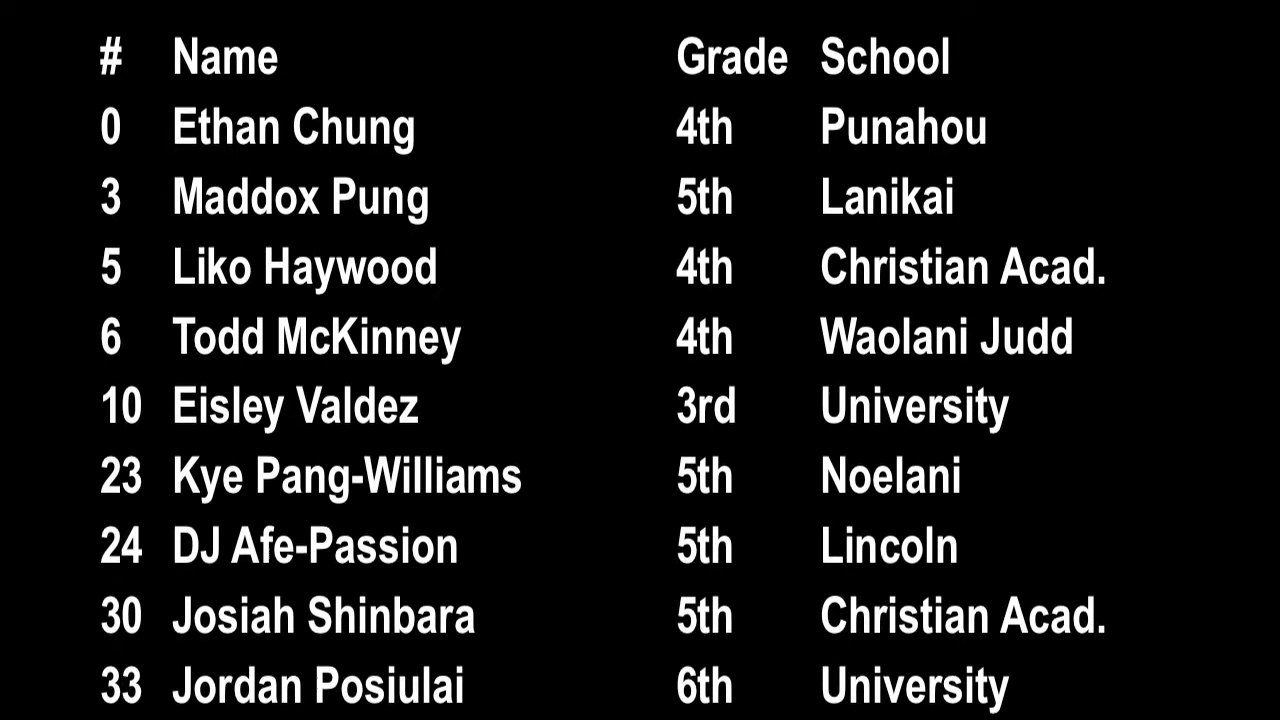 # Name Grade School
0 Ethan Chung 4th Punahou
3 Maddox Pung 5th Lanikai
5 Liko Haywood 4th Christian Acad.
6 Todd McKinney 4th Waolani Judd
10 Eisley Valdez 3rd University
23 Kye Pang-Williams 5th Noelani
24 DJ Afe-Passion 5th Lincoln
30 Josiah Shinbara 5th Christian Acad.
33 Jordan Posiulai 6th University